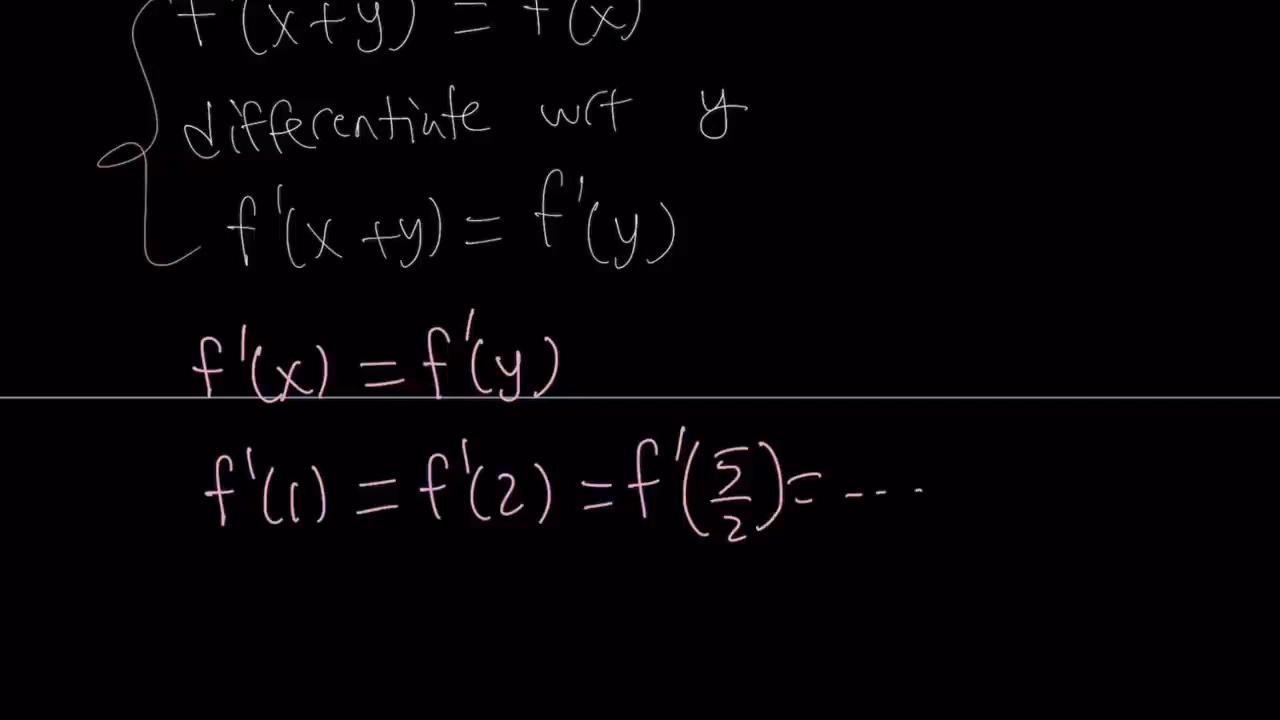 f'(x+y) = f'(x)
differentiate wrt y
f'(x+y) = f'(y)
f'(x) = f'(y)
f'(1) = f'(2) = f'(5/2) = ----